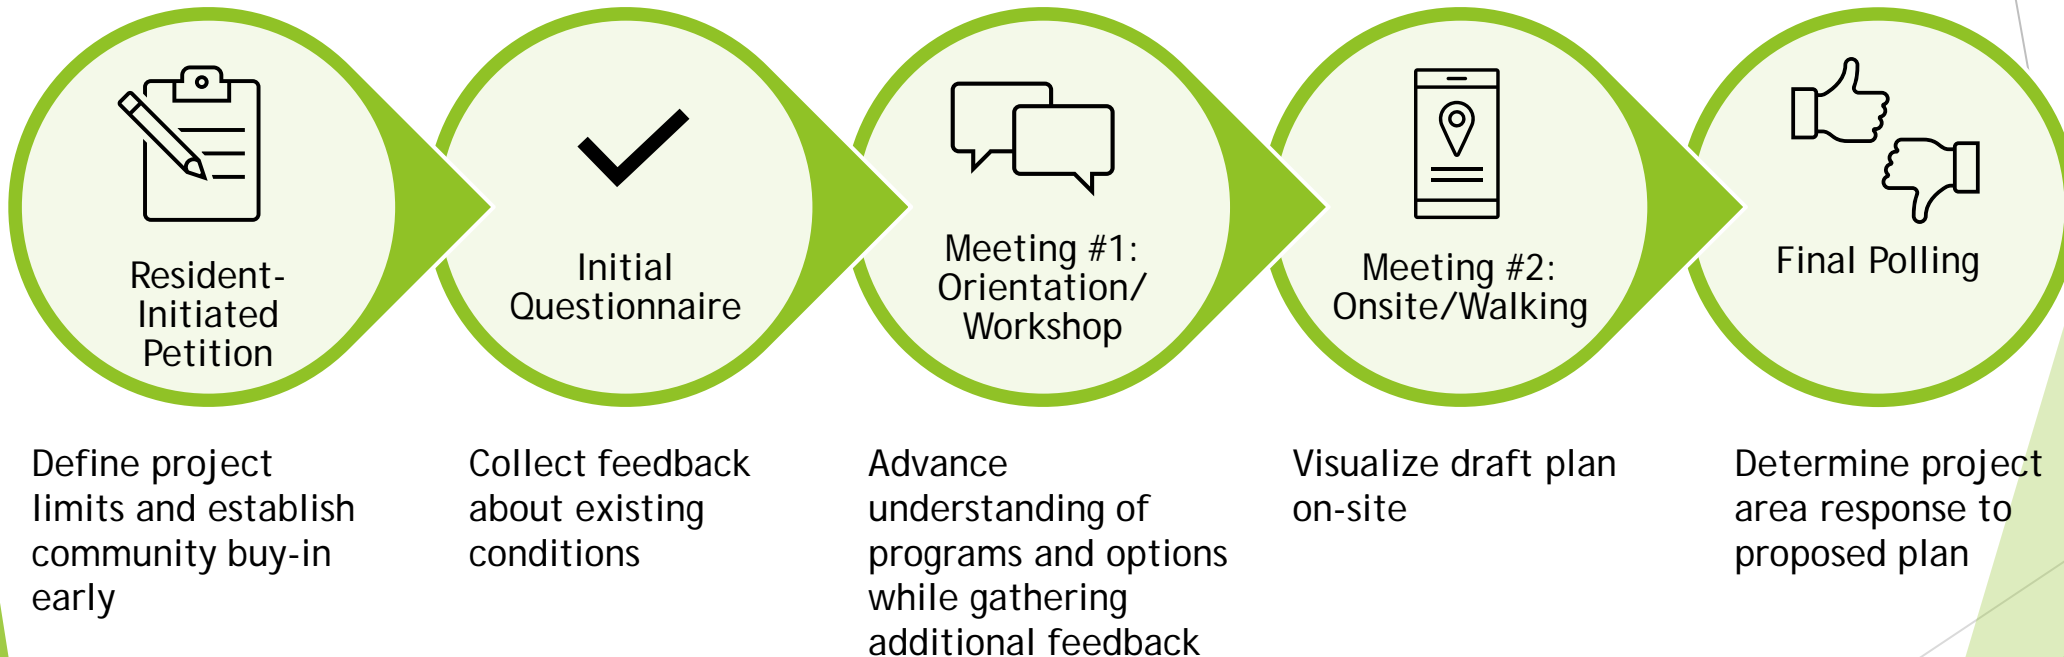 Resident-
Initiated
Petition
Initial
Questionnaire
Meeting #1:
Orientation/
Workshop
Meeting #2:
Onsite/Walking
Final Polling
Define project
limits and establish
community buy-in
early
Collect feedback
about existing
conditions
Advance
understanding of
programs and options
while gathering
additional feedback
Visualize draft plan
on-site
Determine project
area response to
proposed plan